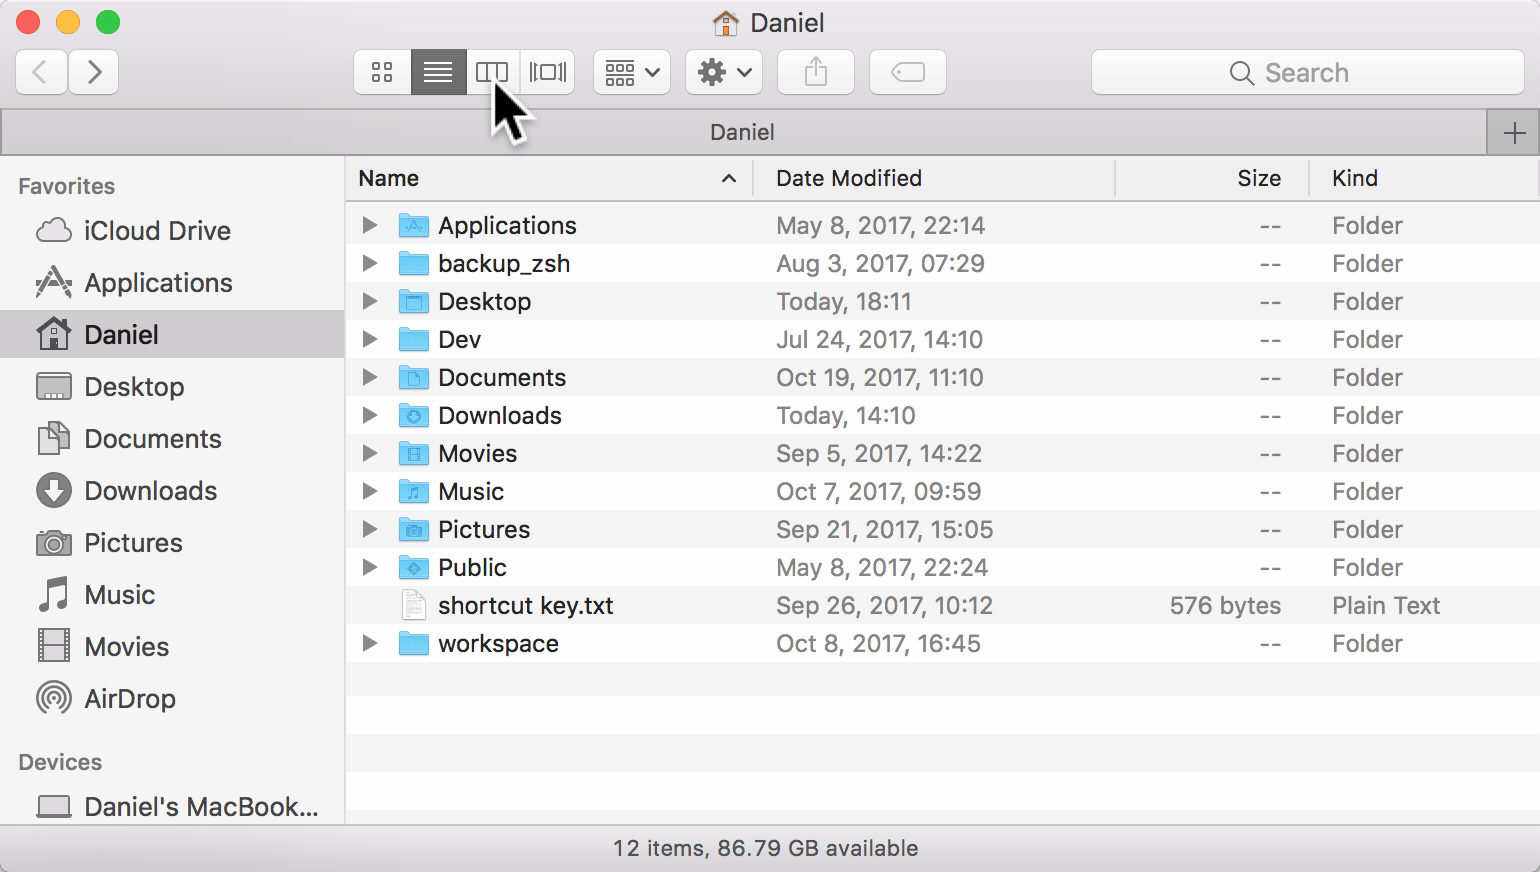 Daniel
Search
Daniel
Favorites
iCloud Drive
Applications
Daniel
Desktop
Documents
Downloads
Pictures
Music
Movies
AirDrop
Devices
Daniel's MacBook...
Name Date Modified Size Kind
Applications May 8, 2017, 22:14 -- Folder
backup_zsh Aug 3, 2017, 07:29 -- Folder
Desktop Today, 18:11 -- Folder
Dev Jul 24, 2017, 14:10 -- Folder
Documents Oct 19, 2017, 11:10 -- Folder
Downloads Today, 14:10 -- Folder
Movies Sep 5, 2017, 14:22 -- Folder
Music Oct 7, 2017, 09:59 -- Folder
Pictures Sep 21, 2017, 15:05 -- Folder
Public May 8, 2017, 22:24 -- Folder
shortcut key.txt Sep 26, 2017, 10:12 576 bytes Plain Text
workspace Oct 8, 2017, 16:45 -- Folder
12 items, 86.79 GB available